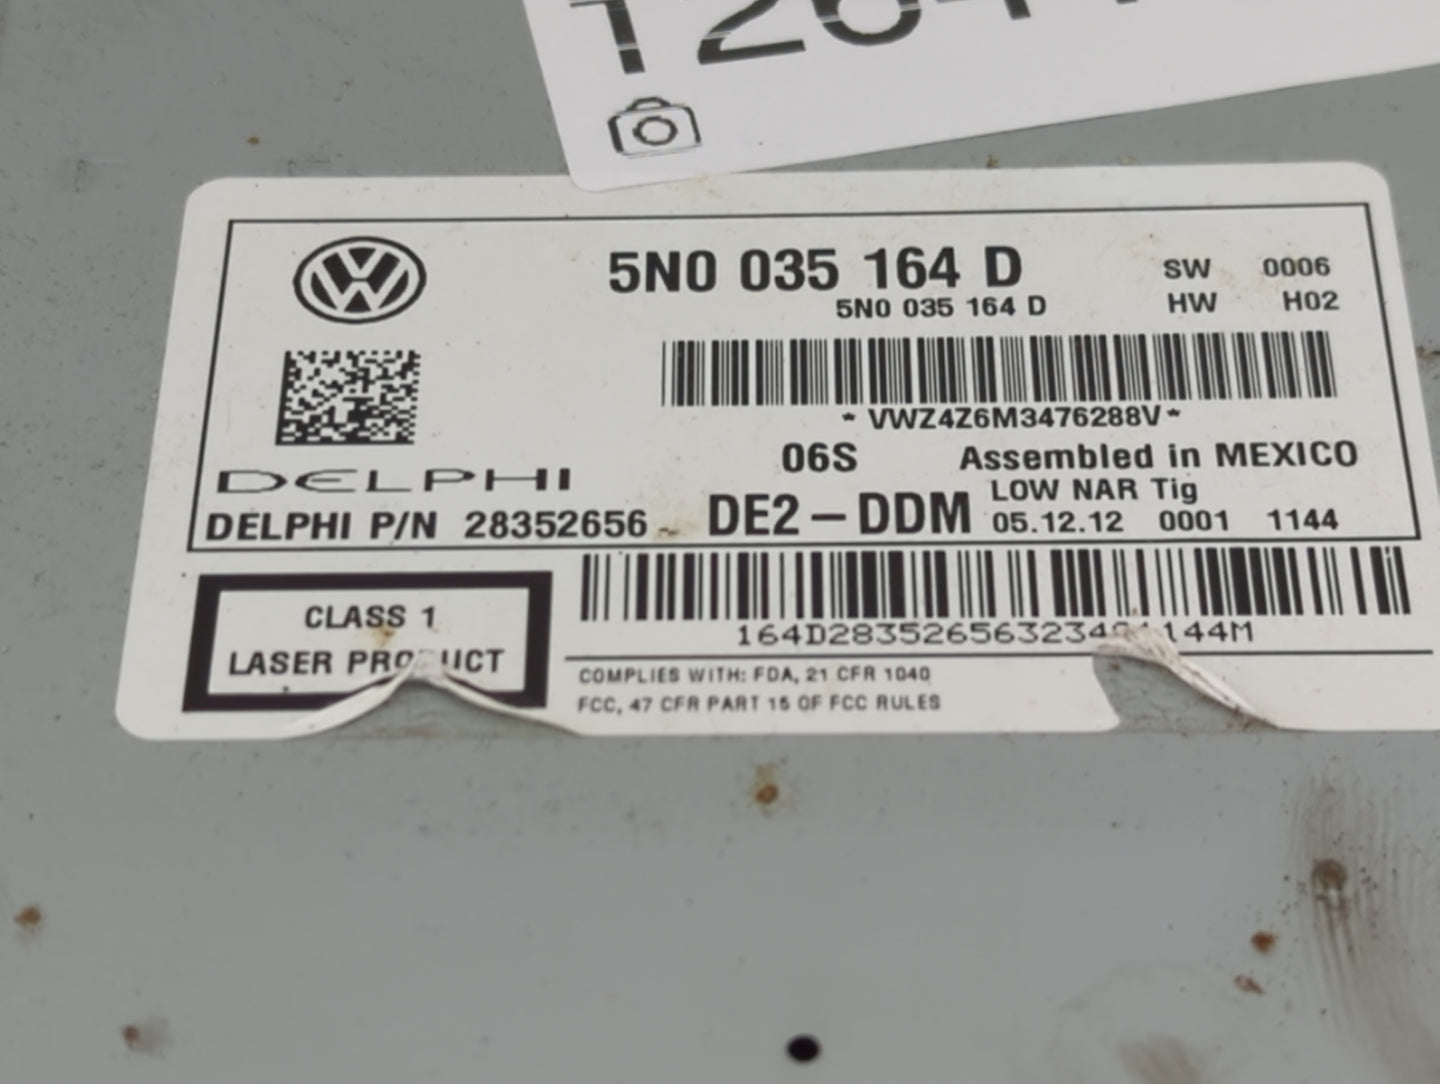 5N0 035 164 D
SW 0006
5N0 035 164 D
HW H02
* VWZ4Z6M3476288V *
06S
Assembled in MEXICO
DELPHI
LOW NAR Tig
DELPHI P/N 28352656
DE2-DDM
05.12.12 0001 1144
CLASS 1
LASER PRODUCT
COMPLIES WITH: FDA, 21 CFR 1040
FCC, 47 CFR PART 15 OF FCC RULES